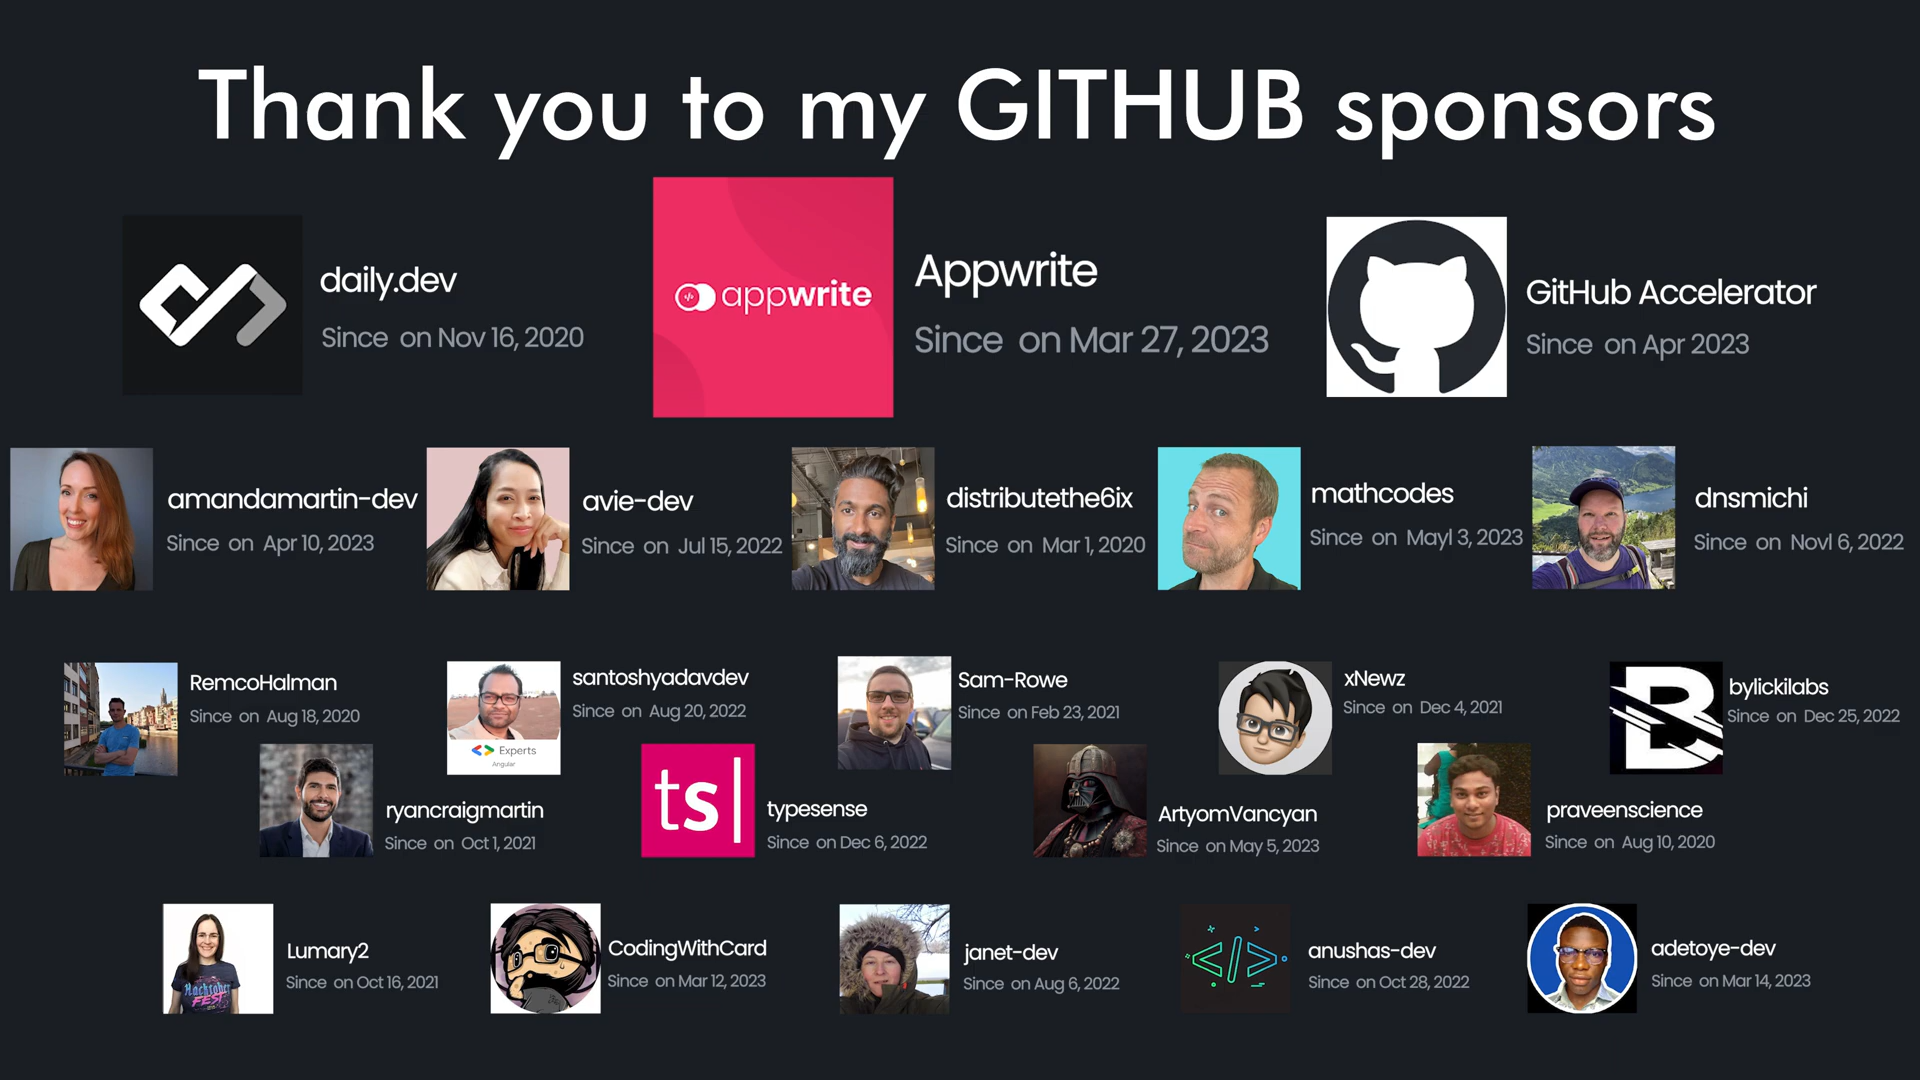 Thank you to my GITHUB sponsors
daily.dev
Since on Nov 16, 2020
appwrite
Appwrite
Since on Mar 27, 2023
GitHub Accelerator
Since on Apr 2023
amandamartin-dev
Since on Apr 10, 2023
avie-dev
Since on Jul 15, 2022
distributethe6ix
Since on Mar 1, 2020
mathcodes
Since on Mayl 3, 2023
dnsmichi
Since on Novl 6, 2022
RemcoHalman
Since on Aug 18, 2020
Experts
Angular
santoshyadavdev
Since on Aug 20, 2022
Sam-Rowe
Since on Feb 23, 2021
xNewz
Since on Dec 4, 2021
B
bylickilabs
Since on Dec 25, 2022
ryancraigmartin
Since on Oct 1, 2021
ts|
typesense
Since on Dec 6, 2022
ArtyomVancyan
Since on May 5, 2023
praveenscience
Since on Aug 10, 2020
Hacktober
FEST
Lumary2
Since on Oct 16, 2021
CodingWithCard
Since on Mar 12, 2023
janet-dev
Since on Aug 6, 2022
</>
anushas-dev
Since on Oct 28, 2022
adetoye-dev
Since on Mar 14, 2023